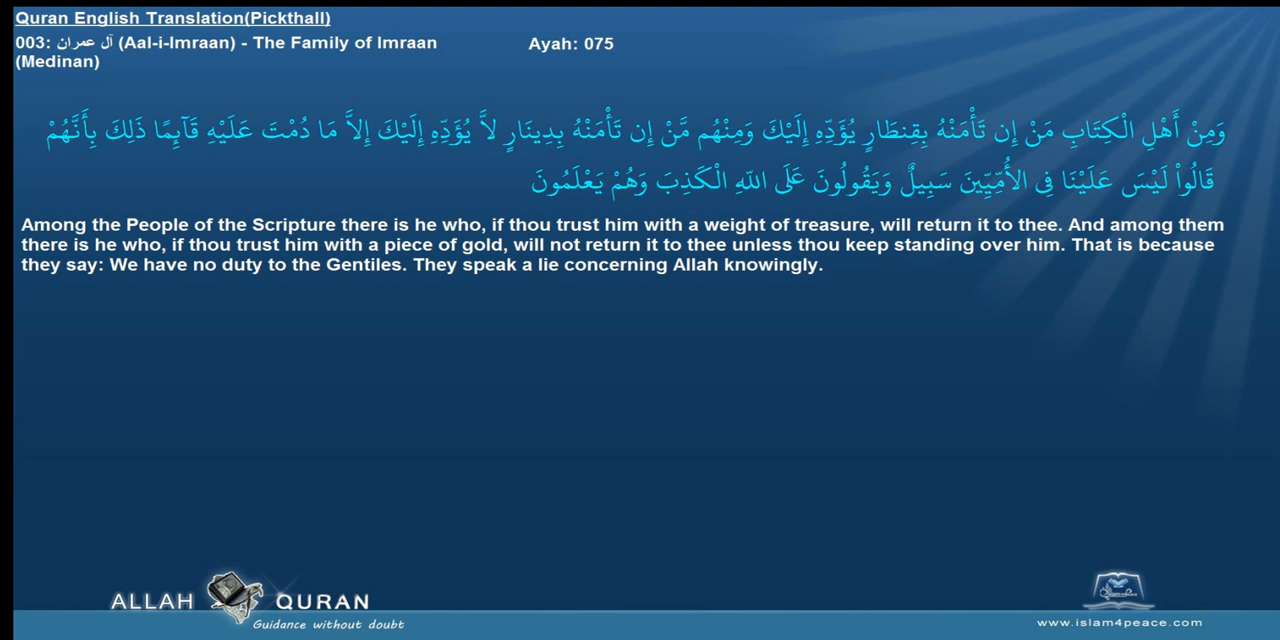 Quran English Translation(Pickthall)
003: آل عمران (Aal-i-Imraan) - The Family of Imraan
(Medinan)
Ayah: 075
وَمِنْ أَهْلِ الْكِتَابِ مَنْ إِن تَأْمَنْهُ بِقِنطَارٍ يُؤَدِّهِ إِلَيْكَ وَمِنْهُم مَّنْ إِن تَأْمَنْهُ بِدِينَارٍ لاَّ يُؤَدِّهِ إِلَيْكَ إِلاَّ مَا دُمْتَ عَلَيْهِ قَآئِمًا ذَلِكَ بِأَنَّهُمْ
قَالُواْ لَيْسَ عَلَيْنَا فِى الأُمِّيِّينَ سَبِيلٌ وَيَقُولُونَ عَلَى اللّهِ الْكَذِبَ وَهُمْ يَعْلَمُونَ
Among the People of the Scripture there is he who, if thou trust him with a weight of treasure, will return it to thee. And among them
there is he who, if thou trust him with a piece of gold, will not return it to thee unless thou keep standing over him. That is because
they say: We have no duty to the Gentiles. They speak a lie concerning Allah knowingly.
ALLAH QURAN
Guidance without doubt
www.islam4peace.com